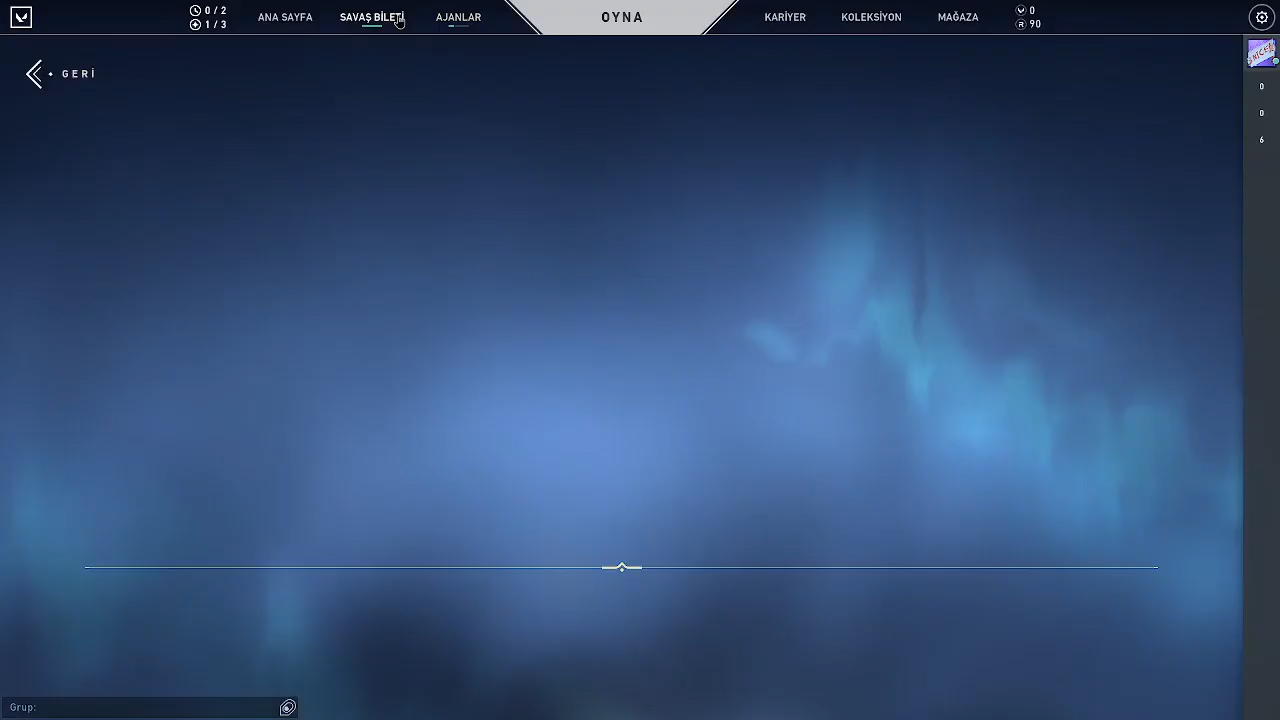 0 / 2
1 / 3
ANA SAYFA
SAVAŞ BİLETİ
AJANLAR
OYNA
KARİYER
KOLEKSİYON
MAĞAZA
0
90
GERİ
NICE!
0
0
6
Grup: